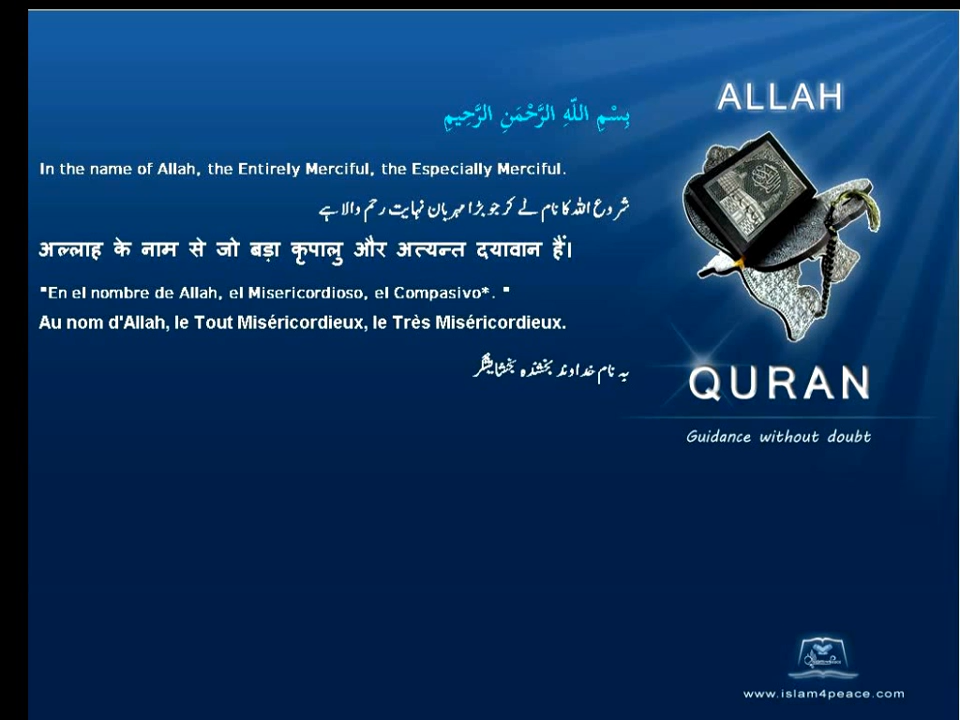 بِسْمِ اللّهِ الرَّحْمَنِ الرَّحِيمِ
In the name of Allah, the Entirely Merciful, the Especially Merciful.
شروع الله کا نام لے کر جو بڑا مہربان نہایت رحم والا ہے
अल्लाह के नाम से जो बड़ा कृपालु और अत्यन्त दयावान हैं।
"En el nombre de Allah, el Misericordioso, el Compasivo*. "
Au nom d'Allah, le Tout Miséricordieux, le Très Miséricordieux.
به نام خداوند بخشنده بخشایشگر
ALLAH
QURAN
Guidance without doubt
www.islam4peace.com